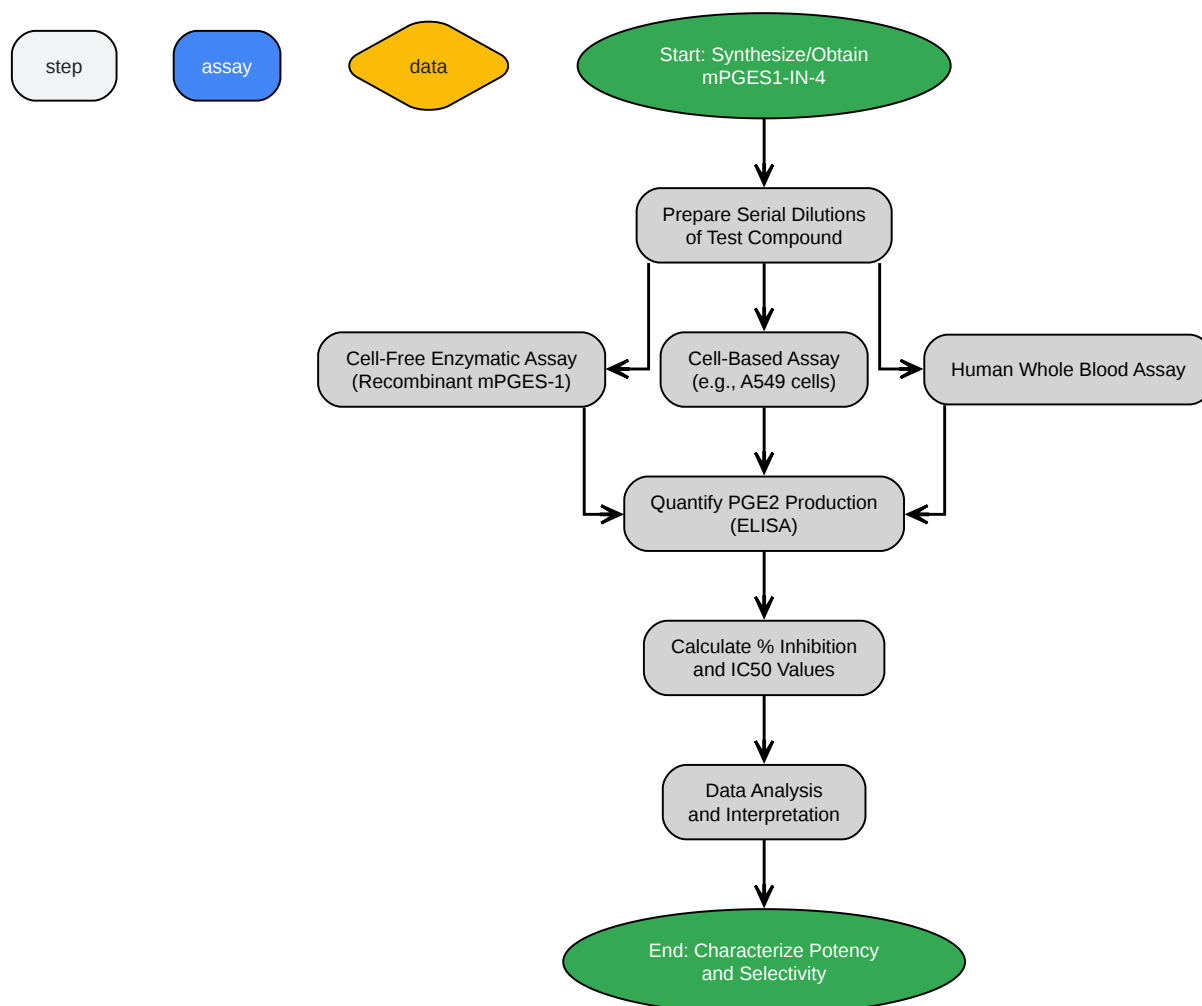 step
assay
data
Start: Synthesize/Obtain
mPGES1-IN-4
Prepare Serial Dilutions
of Test Compound
Cell-Free Enzymatic Assay
(Recombinant mPGES-1)
Cell-Based Assay
(e.g., A549 cells)
Human Whole Blood Assay
Quantify PGE2 Production
(ELISA)
Calculate % Inhibition
and IC50 Values
Data Analysis
and Interpretation
End: Characterize Potency
and Selectivity